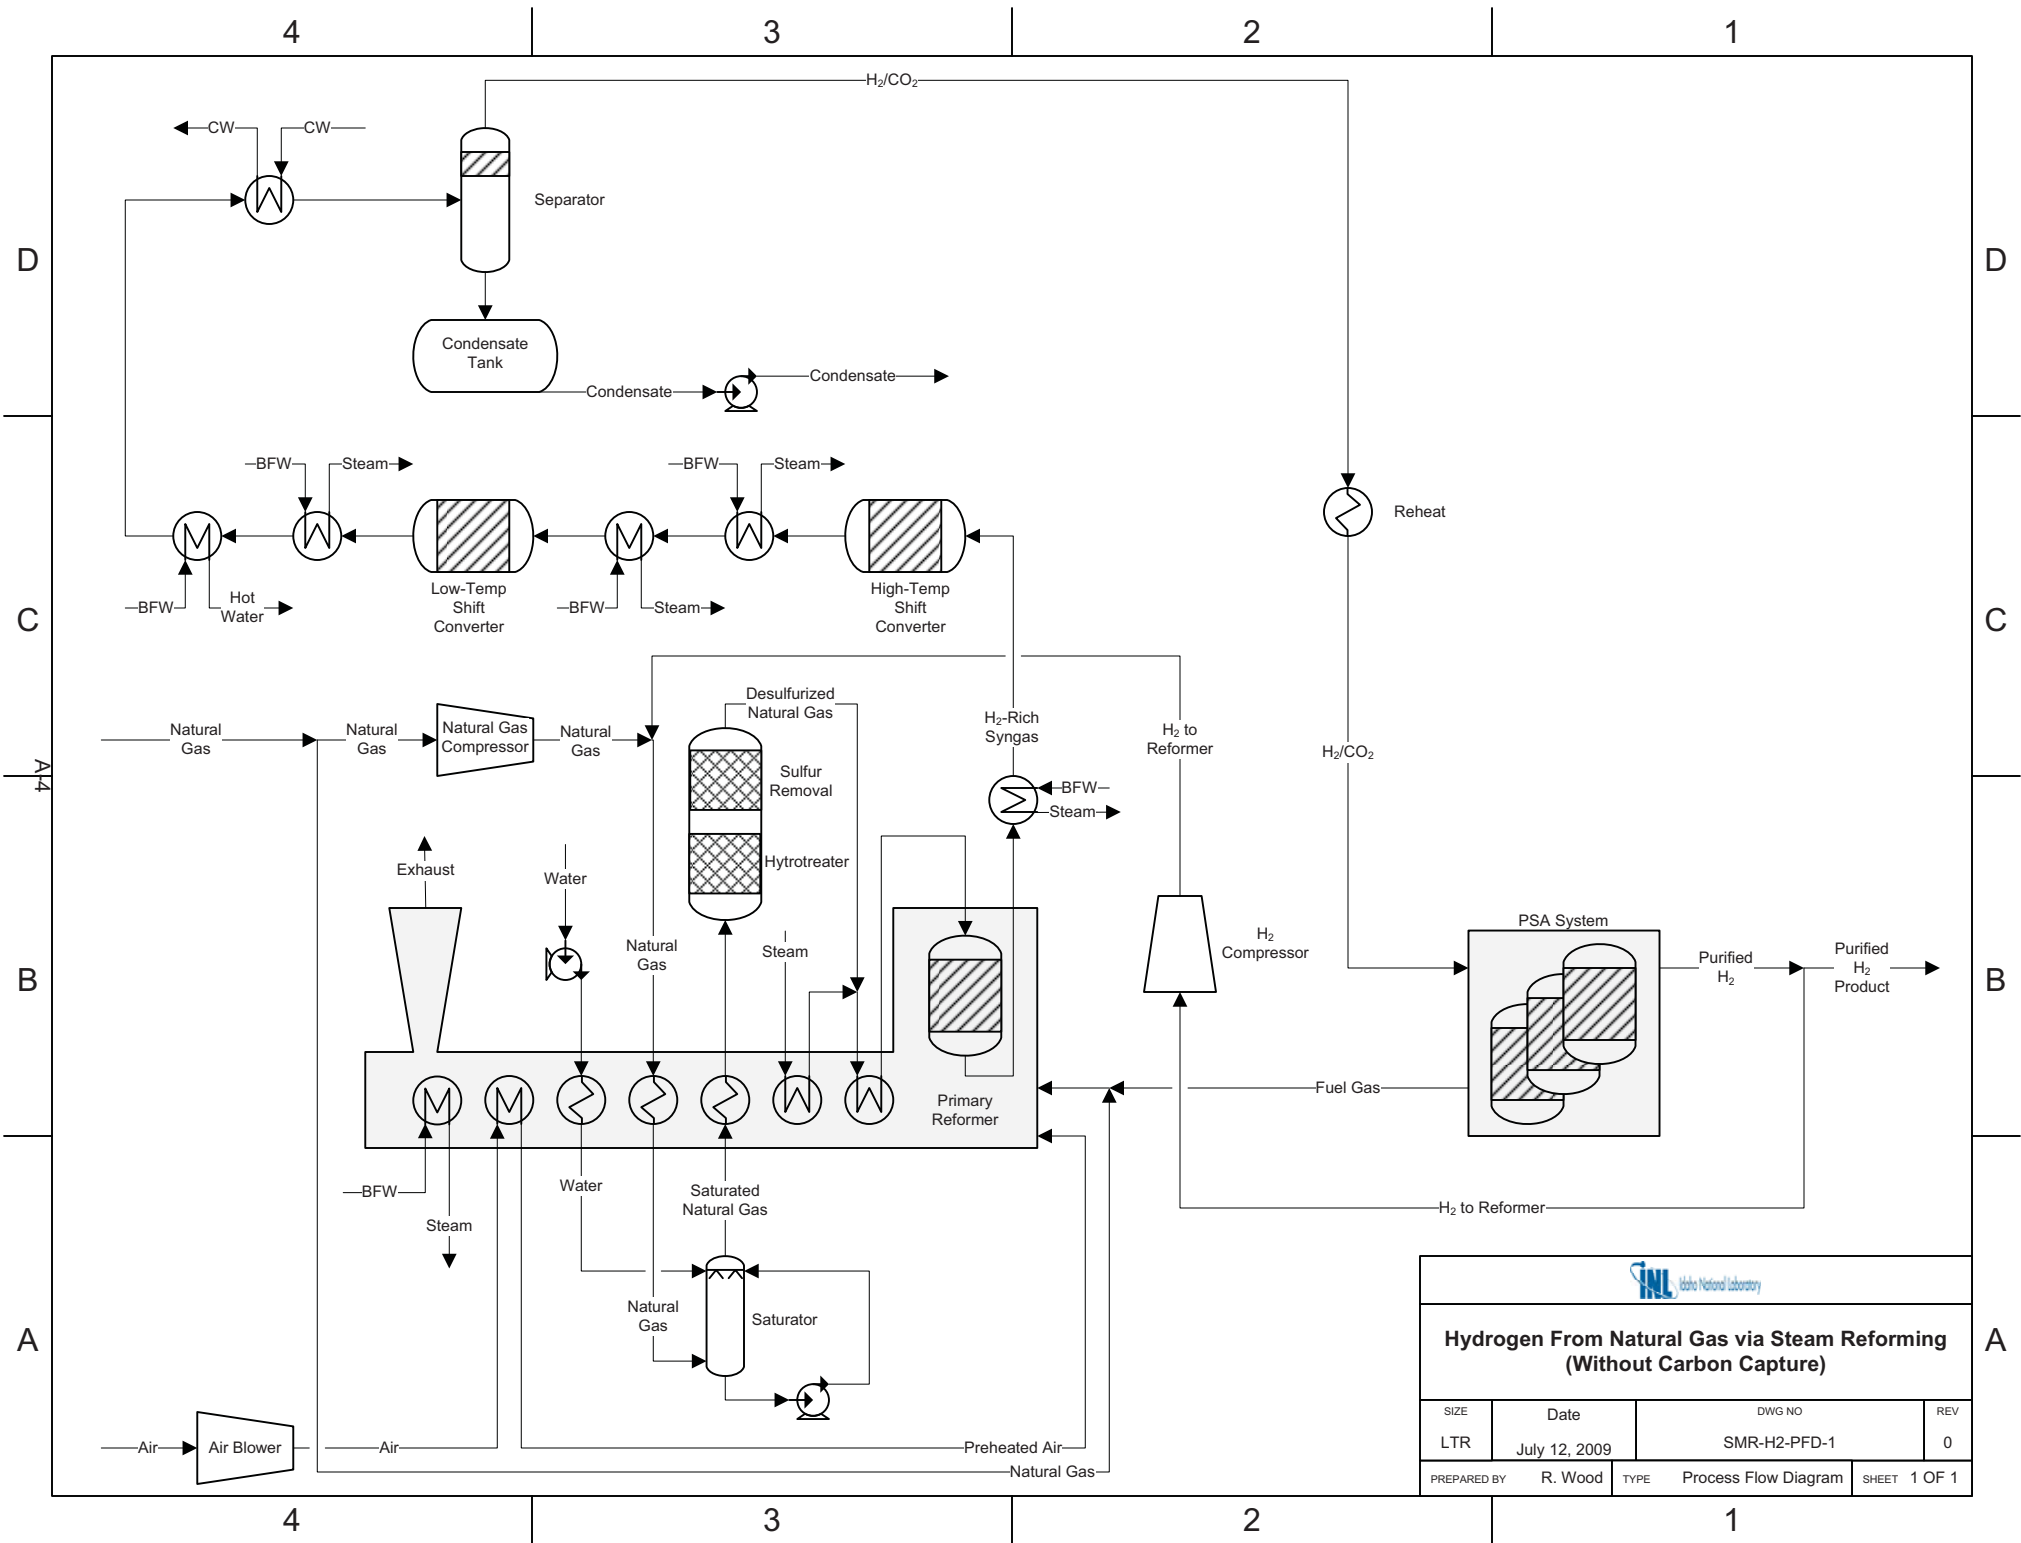 4
3
2
1
H2/CO2
CW
CW
Separator
D
D
Condensate
Tank
Condensate
Condensate
BFW
Steam
BFW
Steam
Reheat
Low-Temp
Shift
Converter
High-Temp
Shift
Converter
BFW
Hot
Water
BFW
Steam
C
C
Desulfurized
Natural Gas
Natural
Gas
Natural
Gas
Natural Gas
Compressor
Natural
Gas
H2-Rich
Syngas
H2 to
Reformer
H2/CO2
A-4
Sulfur
Removal
BFW
Steam
Exhaust
Water
Hytrotreater
Natural
Gas
Steam
H2
Compressor
PSA System
Purified
H2
Purified
H2
Product
B
B
Primary
Reformer
Fuel Gas
BFW
Steam
Water
Saturated
Natural Gas
H2 to Reformer
Natural
Gas
Saturator
A
A
Air
Air Blower
Air
Preheated Air
Natural Gas
INL Idaho National Laboratory
Hydrogen From Natural Gas via Steam Reforming
(Without Carbon Capture)
SIZE
LTR
Date
July 12, 2009
DWG NO
SMR-H2-PFD-1
REV
0
PREPARED BY R. Wood
TYPE Process Flow Diagram
SHEET 1 OF 1
4
3
2
1